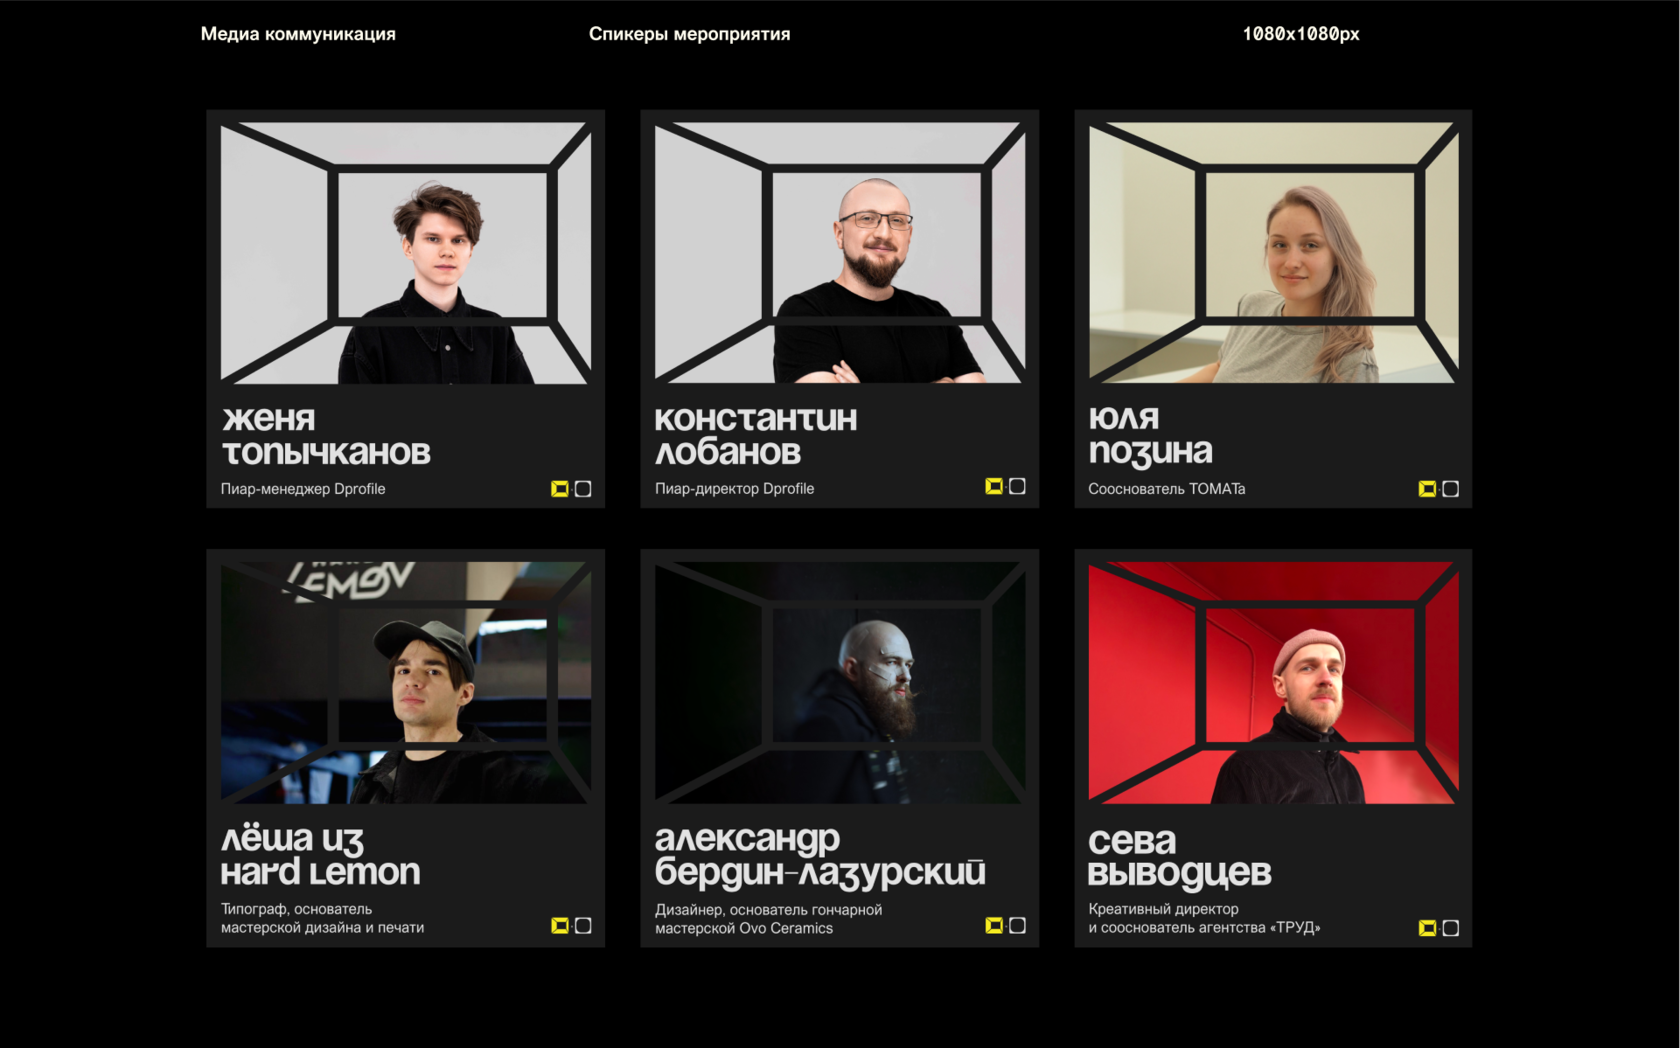 Медиа коммуникация
Спикеры мероприятия
1080x1080px
женя
топычканов
Пиар-менеджер Dprofile
константин
лобанов
Пиар-директор Dprofile
юля
позина
Сооснователь ТОМАТа
EMON
лёша из
Hard Lemon
Типограф, основатель
мастерской дизайна и печати
александр
бердин-лазурский
Дизайнер, основатель гончарной
мастерской Ovo Ceramics
сева
выводцев
Креативный директор
и сооснователь агентства «ТРУД»